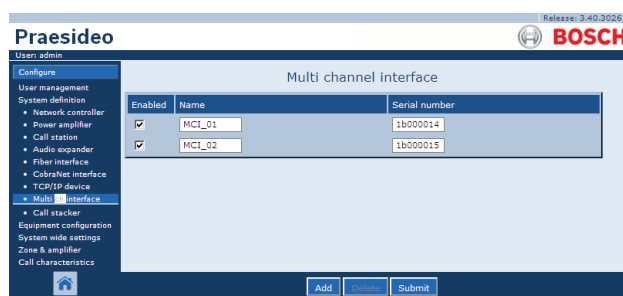 Release: 3.40.3026
Praesideo
BOSCH
User: admin
Configure
Multi channel interface
User management
System definition
• Network controller
• Power amplifier
• Call station
• Audio expander
• Fiber interface
• CobraNet interface
• TCP/IP device
• Multi ch interface
• Call stacker
Equipment configuration
System wide settings
Zone & amplifier
Call characteristics
Enabled Name Serial number
MCI_01 1b000014
MCI_02 1b000015
Add Delete Submit